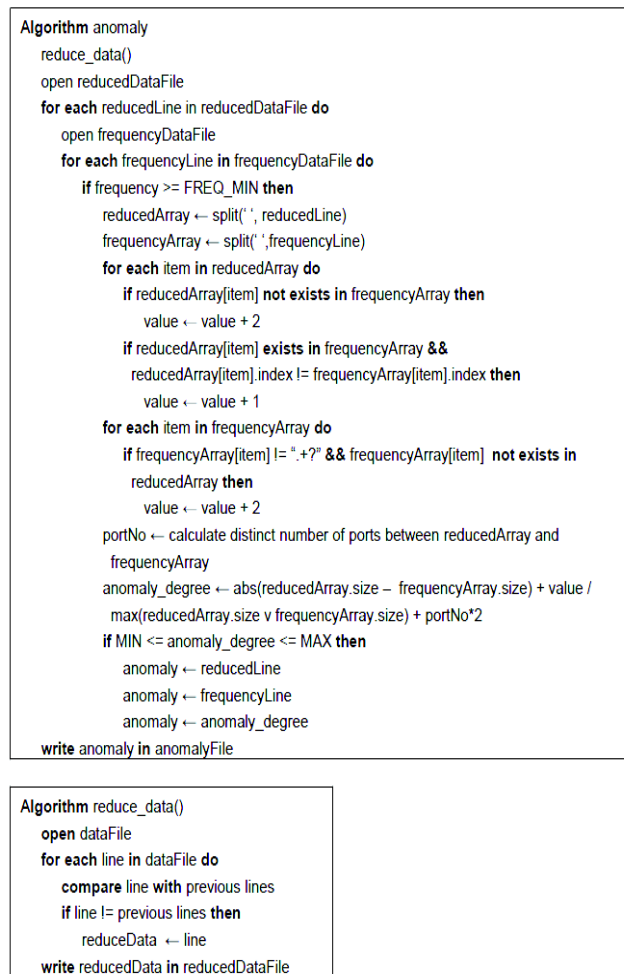 Algorithm anomaly
reduce_data()
open reducedDataFile
for each reducedLine in reducedDataFile do
open frequencyDataFile
for each frequencyLine in frequencyDataFile do
if frequency >= FREQ_MIN then
reducedArray ← split(' ', reducedLine)
frequencyArray ← split(' ',frequencyLine)
for each item in reducedArray do
if reducedArray[item] not exists in frequencyArray then
value ← value + 2
if reducedArray[item] exists in frequencyArray &&
reducedArray[item].index != frequencyArray[item].index then
value ← value + 1
for each item in frequencyArray do
if frequencyArray[item] != “.+?” && frequencyArray[item] not exists in
reducedArray then
value ← value + 2
portNo ← calculate distinct number of ports between reducedArray and
frequencyArray
anomaly_degree ← abs(reducedArray.size – frequencyArray.size) + value /
max(reducedArray.size v frequencyArray.size) + portNo*2
if MIN <= anomaly_degree <= MAX then
anomaly ← reducedLine
anomaly ← frequencyLine
anomaly ← anomaly_degree
write anomaly in anomalyFile
Algorithm reduce_data()
open dataFile
for each line in dataFile do
compare line with previous lines
if line != previous lines then
reduceData ← line
write reducedData in reducedDataFile